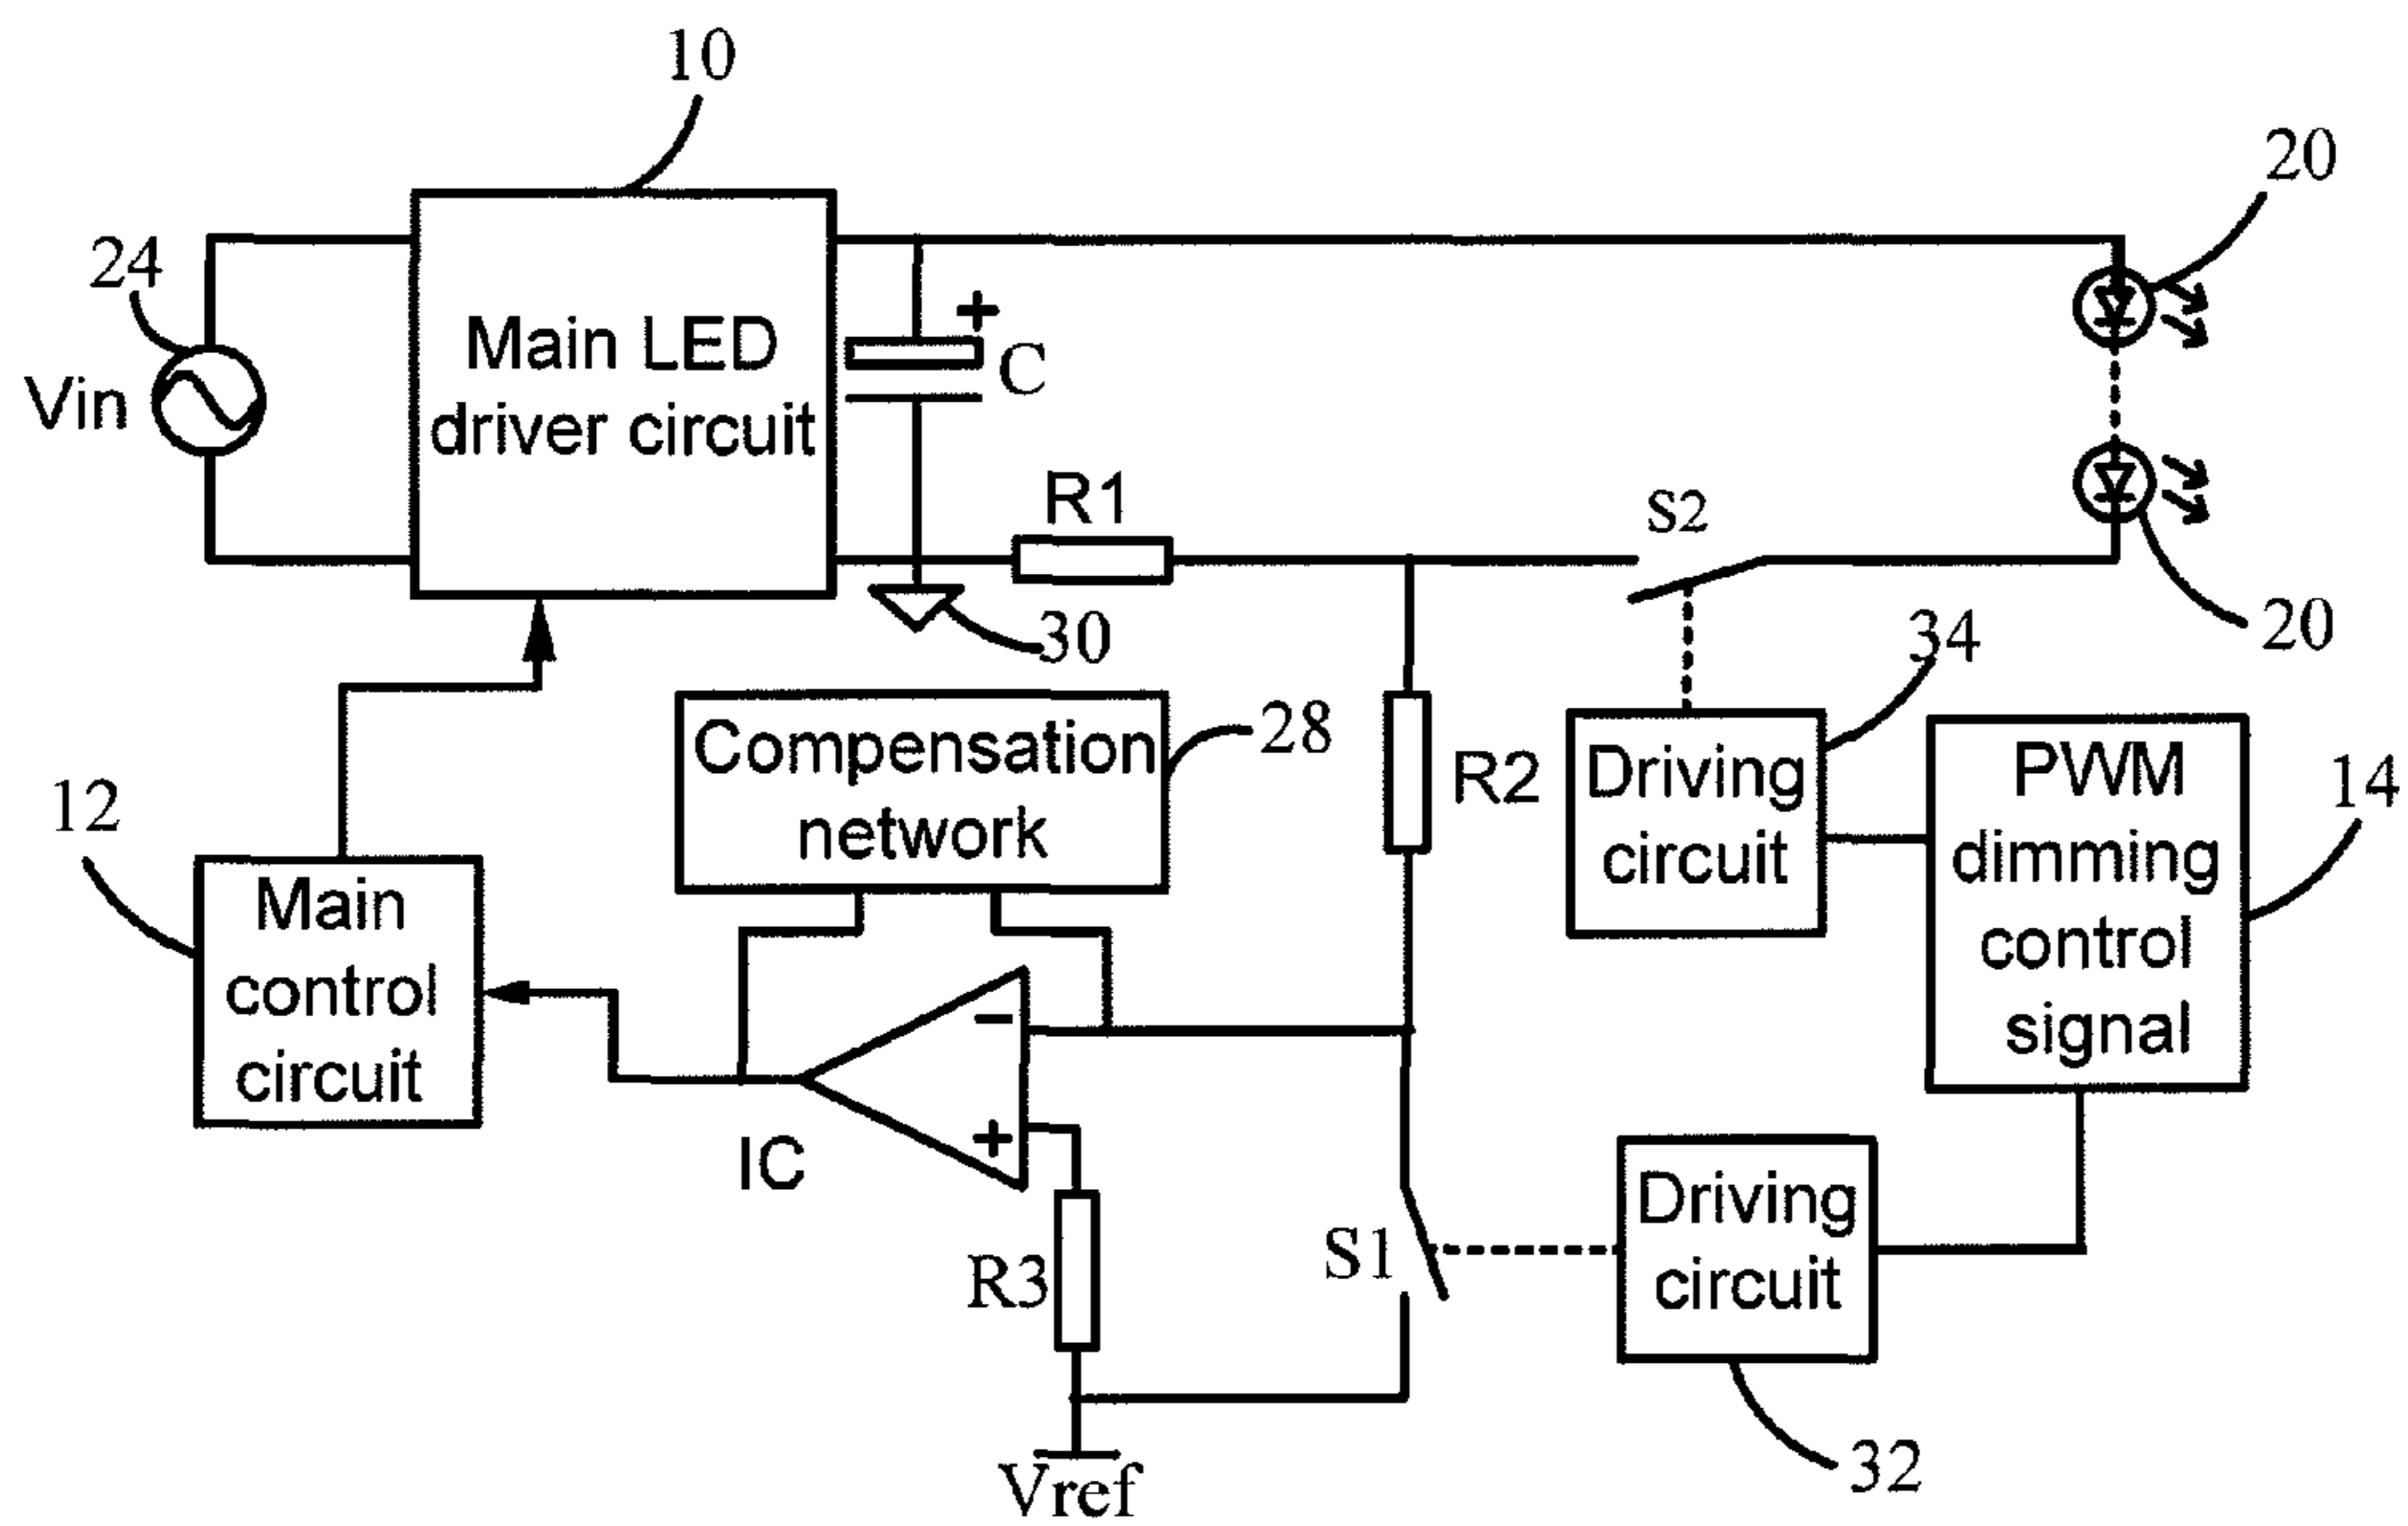 10
20
24
Main LED
driver circuit
+
C
Vin
R1
S2
30
20
34
Compensation
network
28
R2
Driving
circuit
PWM
dimming
control
signal
14
12
Main
control
circuit
−
+
IC
R3
S1
Driving
circuit
32
Vref